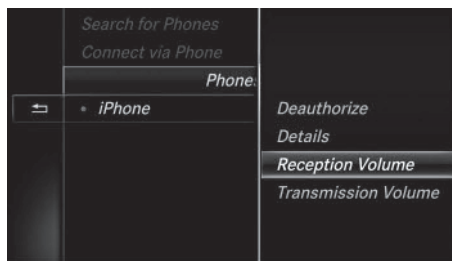 Search for Phones
Connect via Phone
Phone:
• iPhone
Deauthorize
Details
Reception Volume
Transmission Volume